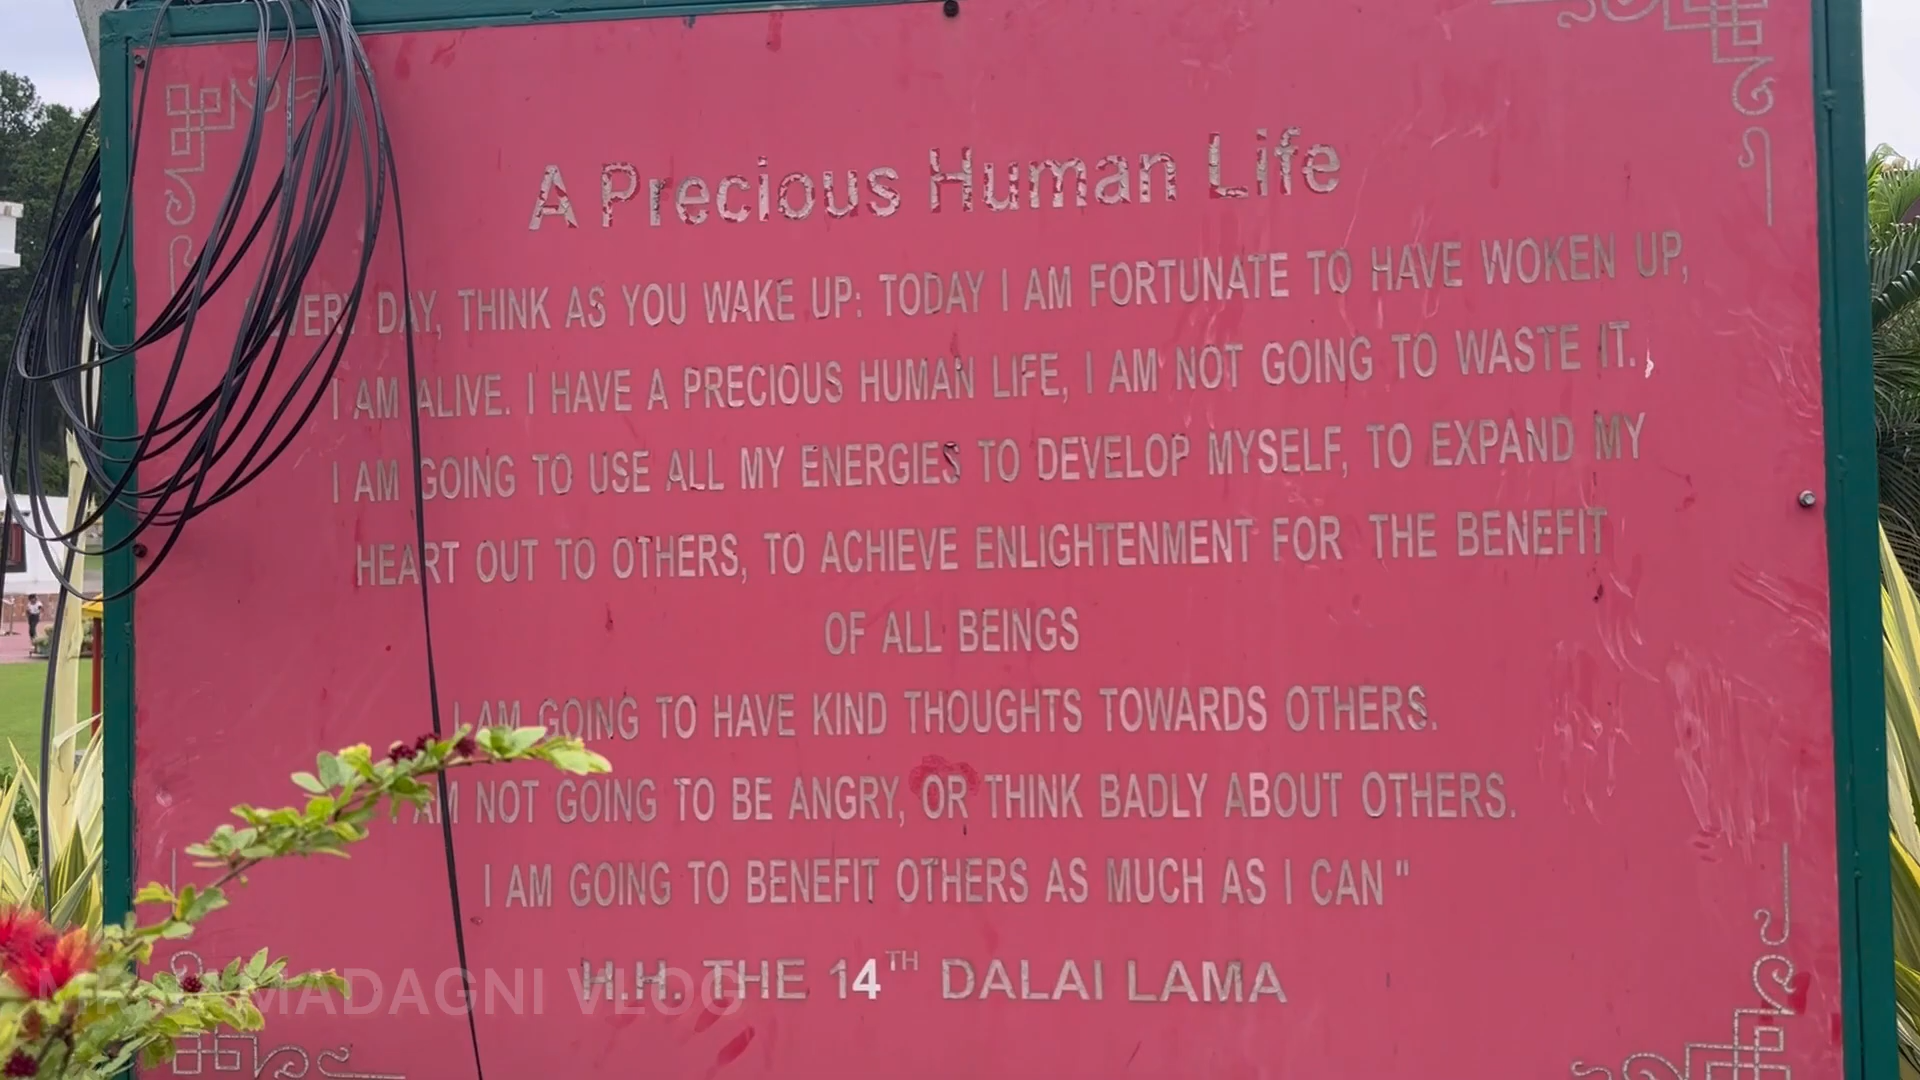 A Precious Human Life
EVERY DAY, THINK AS YOU WAKE UP: TODAY I AM FORTUNATE TO HAVE WOKEN UP,
I AM ALIVE. I HAVE A PRECIOUS HUMAN LIFE, I AM NOT GOING TO WASTE IT.
I AM GOING TO USE ALL MY ENERGIES TO DEVELOP MYSELF, TO EXPAND MY
HEART OUT TO OTHERS, TO ACHIEVE ENLIGHTENMENT FOR THE BENEFIT
OF ALL BEINGS
I AM GOING TO HAVE KIND THOUGHTS TOWARDS OTHERS.
I AM NOT GOING TO BE ANGRY, OR THINK BADLY ABOUT OTHERS.
I AM GOING TO BENEFIT OTHERS AS MUCH AS I CAN "
H.H. THE 14TH DALAI LAMA
VLOG